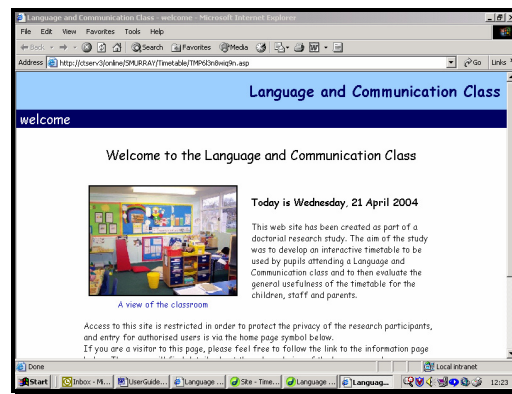 Language and Communication Class - welcome - Microsoft Internet Explorer
File Edit View Favorites Tools Help
Back Search Favorites Media
Address http://ctserv3/online/SMURRAY/Timetable/TMP6l3n8wiq9n.asp Go Links
Language and Communication Class
welcome
Welcome to the Language and Communication Class
Today is Wednesday, 21 April 2004
This web site has been created as part of a
doctorial research study. The aim of the study
was to develop an interactive timetable to be
used by pupils attending a Language and
Communication class and to then evaluate the
general usefulness of the timetable for the
children, staff and parents.
A view of the classroom
Access to this site is restricted in order to protect the privacy of the research participants,
and entry for authorised users is via the home page symbol below.
If you are a visitor to this page, please feel free to follow the link to the information page
Done Local intranet
Start Inbox - Mi... UserGuide... Language ... Site - Time... Language ... Languag... 12:23